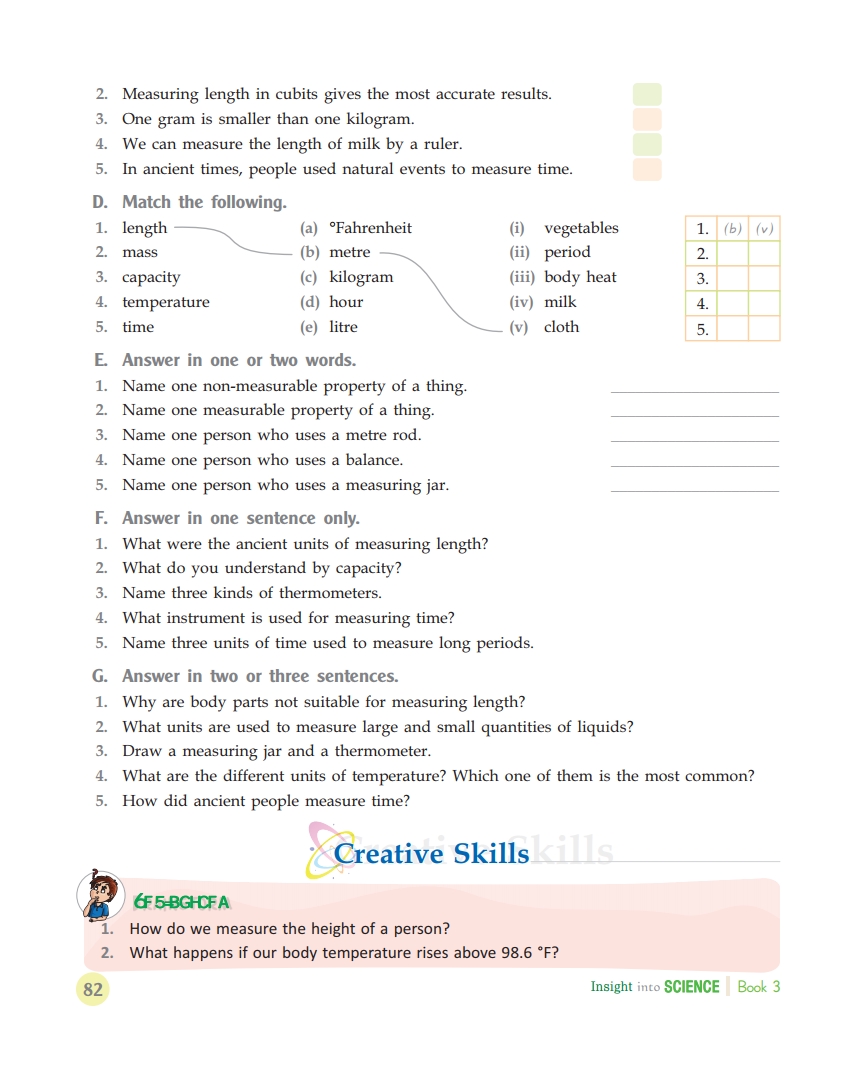 2. Measuring length in cubits gives the most accurate results.
3. One gram is smaller than one kilogram.
4. We can measure the length of milk by a ruler.
5. In ancient times, people used natural events to measure time.
D. Match the following.
1. length (a) °Fahrenheit (i) vegetables 1. (b) (v)
2. mass (b) metre (ii) period 2.
3. capacity (c) kilogram (iii) body heat 3.
4. temperature (d) hour (iv) milk 4.
5. time (e) litre (v) cloth 5.
E. Answer in one or two words.
1. Name one non-measurable property of a thing.
2. Name one measurable property of a thing.
3. Name one person who uses a metre rod.
4. Name one person who uses a balance.
5. Name one person who uses a measuring jar.
F. Answer in one sentence only.
1. What were the ancient units of measuring length?
2. What do you understand by capacity?
3. Name three kinds of thermometers.
4. What instrument is used for measuring time?
5. Name three units of time used to measure long periods.
G. Answer in two or three sentences.
1. Why are body parts not suitable for measuring length?
2. What units are used to measure large and small quantities of liquids?
3. Draw a measuring jar and a thermometer.
4. What are the different units of temperature? Which one of them is the most common?
5. How did ancient people measure time?
Creative Skills
1. How do we measure the height of a person?
2. What happens if our body temperature rises above 98.6 °F?
82 Insight into SCIENCE Book 3